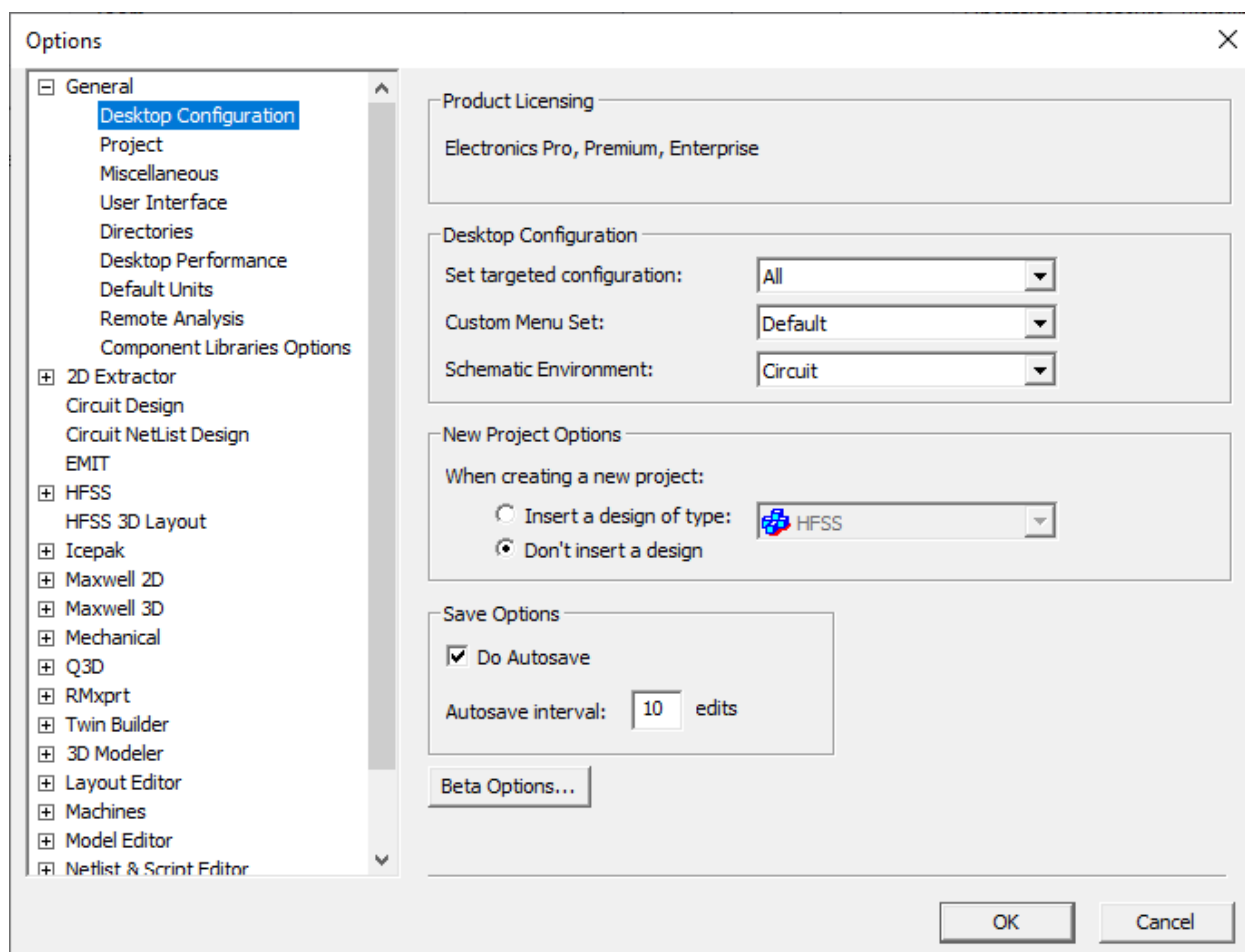 Options
General
Desktop Configuration
Project
Miscellaneous
User Interface
Directories
Desktop Performance
Default Units
Remote Analysis
Component Libraries Options
2D Extractor
Circuit Design
Circuit NetList Design
EMIT
HFSS
HFSS 3D Layout
Icepak
Maxwell 2D
Maxwell 3D
Mechanical
Q3D
RMxprt
Twin Builder
3D Modeler
Layout Editor
Machines
Model Editor
Netlist & Script Editor
Product Licensing
Electronics Pro, Premium, Enterprise
Desktop Configuration
Set targeted configuration: All
Custom Menu Set: Default
Schematic Environment: Circuit
New Project Options
When creating a new project:
Insert a design of type: HFSS
Don't insert a design
Save Options
Do Autosave
Autosave interval: 10 edits
Beta Options...
OK Cancel